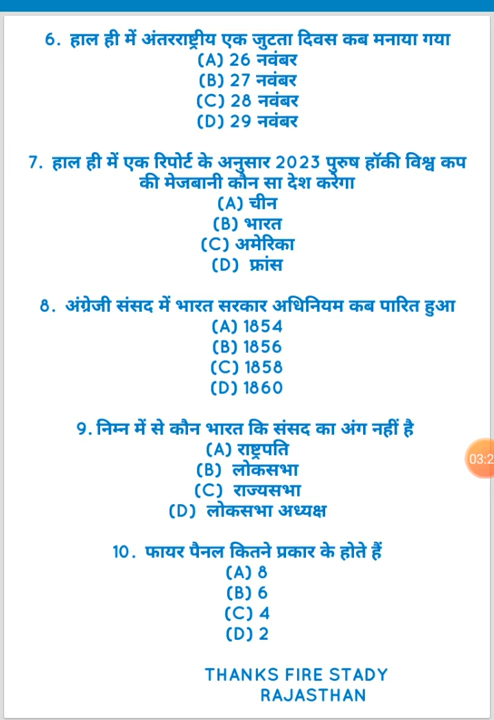 6. हाल ही में अंतरराष्ट्रीय एक जुटता दिवस कब मनाया गया
(A) 26 नवंबर
(B) 27 नवंबर
(C) 28 नवंबर
(D) 29 नवंबर
7. हाल ही में एक रिपोर्ट के अनुसार 2023 पुरुष हॉकी विश्व कप
की मेजबानी कौन सा देश करेगा
(A) चीन
(B) भारत
(C) अमेरिका
(D) फ्रांस
8. अंग्रेजी संसद में भारत सरकार अधिनियम कब पारित हुआ
(A) 1854
(B) 1856
(C) 1858
(D) 1860
9. निम्न में से कौन भारत कि संसद का अंग नहीं है
(A) राष्ट्रपति
(B) लोकसभा
(C) राज्यसभा
(D) लोकसभा अध्यक्ष
10. फायर पैनल कितने प्रकार के होते हैं
(A) 8
(B) 6
(C) 4
(D) 2
THANKS FIRE STADY
RAJASTHAN